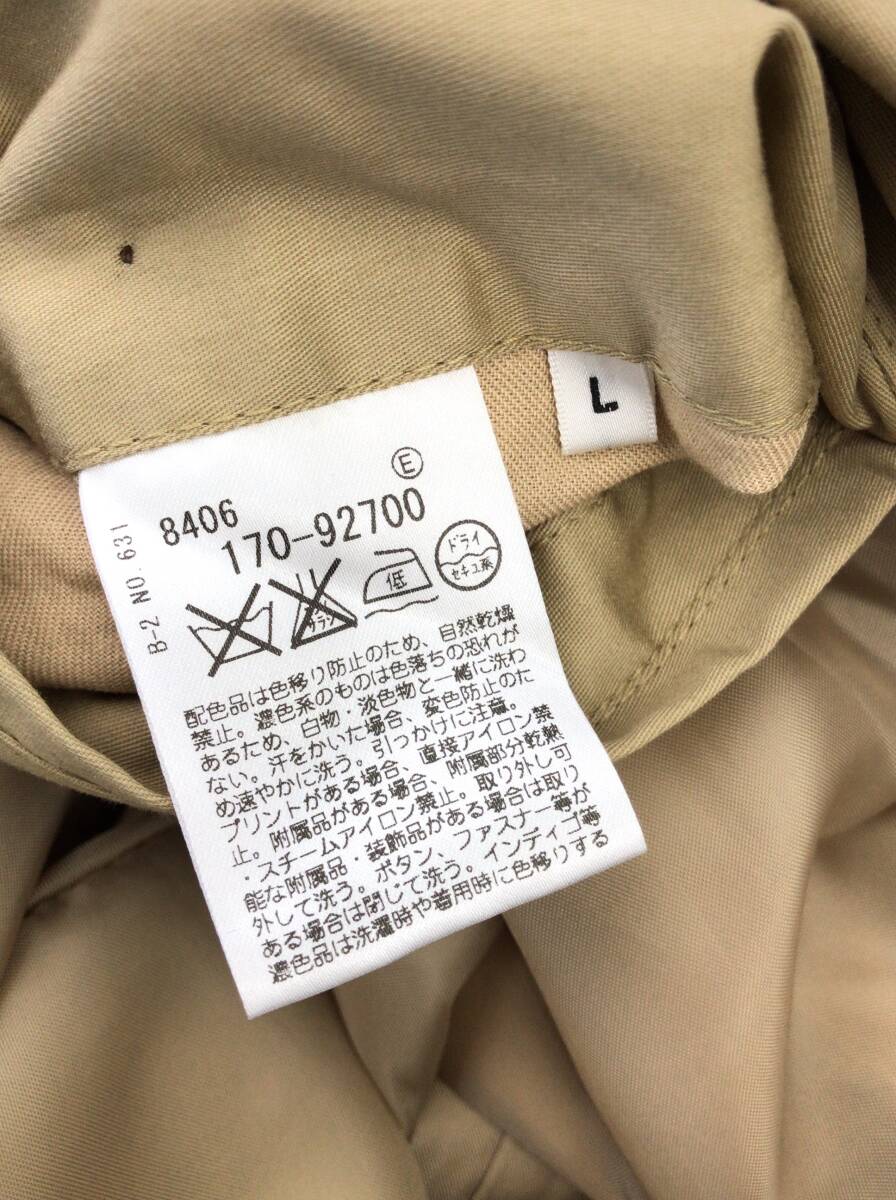 L
E
8406
170-92700
B-2 NO. 631
エンソ
サラシ
低
ドライ
セキユ系
配色品は色移り防止のため、自然乾燥
禁止。濃色系のものは色落ちの恐れが
あるため、白物・淡色物と一緒に洗わ
ない。汗をかいた場合、変色防止のた
め速やかに洗う。引っかけに注意。
プリントがある場合、直接アイロン禁
止。附属品がある場合、附属部分乾熱
・スチームアイロン禁止。取り外し可
能な附属品・装飾品がある場合は取り
外して洗う。ボタン、ファスナー等が
ある場合は閉じて洗う。インディゴ等
濃色品は洗濯時や着用時に色移りする